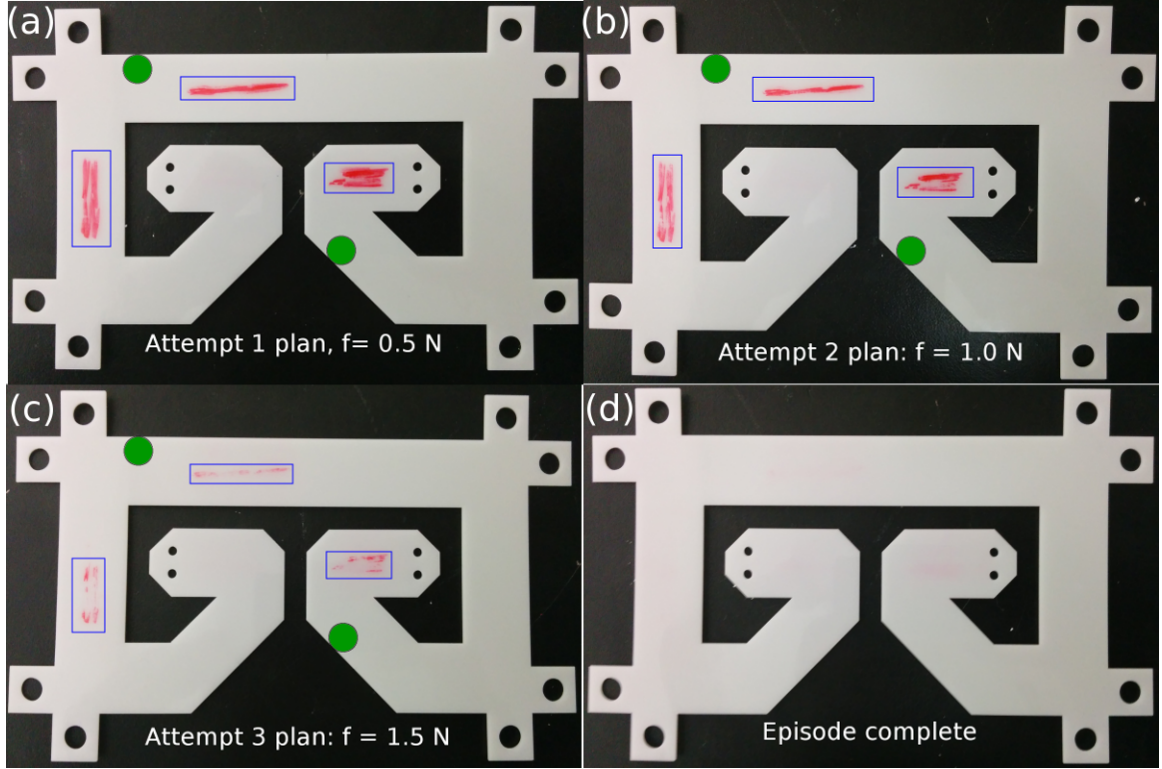 (a)
Attempt 1 plan, f= 0.5 N
(b)
Attempt 2 plan: f = 1.0 N
(c)
Attempt 3 plan: f = 1.5 N
(d)
Episode complete